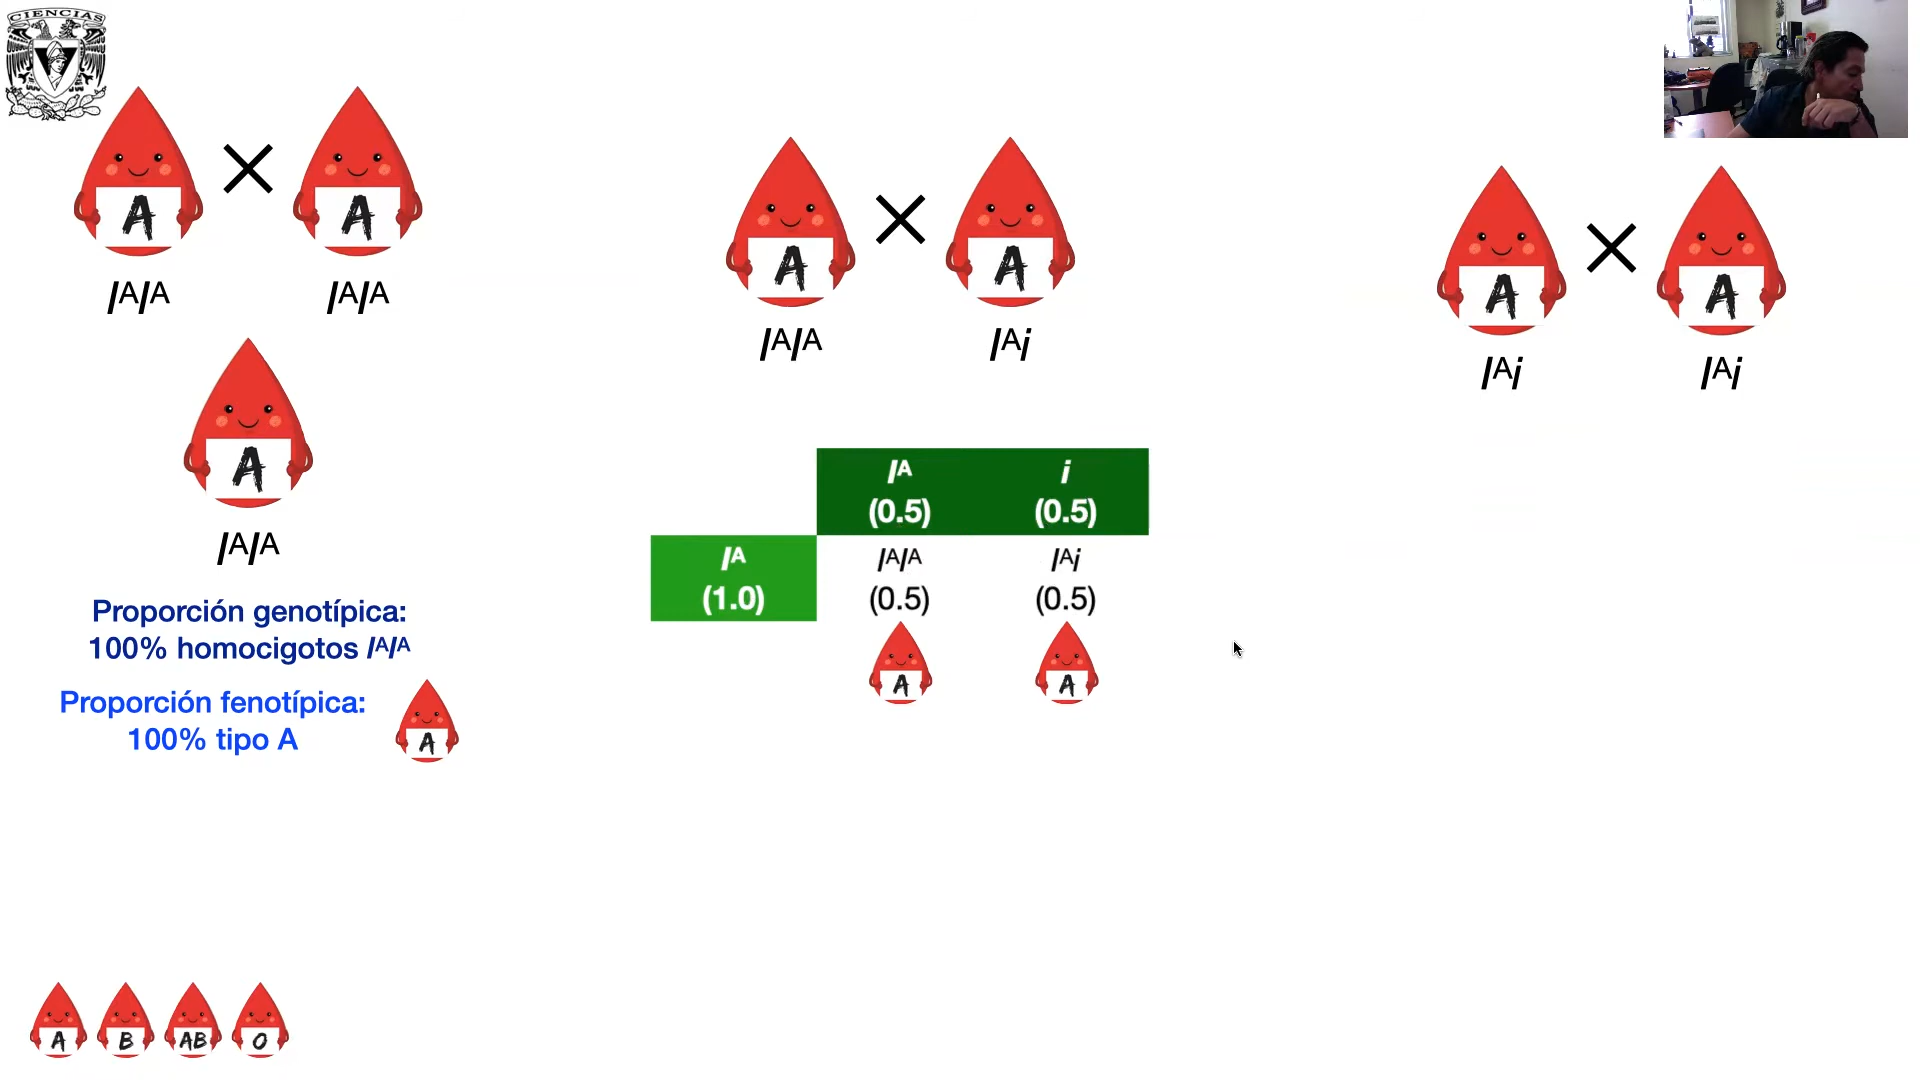 CIENCIAS
A
A
IᴬIᴬ
IᴬIᴬ
A
IᴬIᴬ
Proporción genotípica:
100% homocigotos IᴬIᴬ
Proporción fenotípica:
100% tipo A
A
A
A
IᴬIᴬ
Iᴬi
Iᴬ
(0.5)
i
(0.5)
Iᴬ
(1.0)
IᴬIᴬ
(0.5)
Iᴬi
(0.5)
A
A
A
A
Iᴬi
Iᴬi
A
B
AB
O